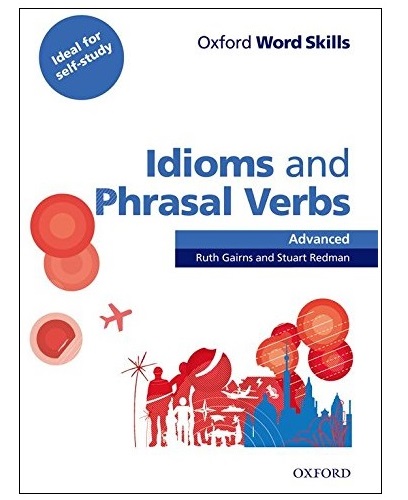 Ideal for
self-study
Oxford Word Skills
Idioms and
Phrasal Verbs
Advanced
Ruth Gairns and Stuart Redman
OXFORD